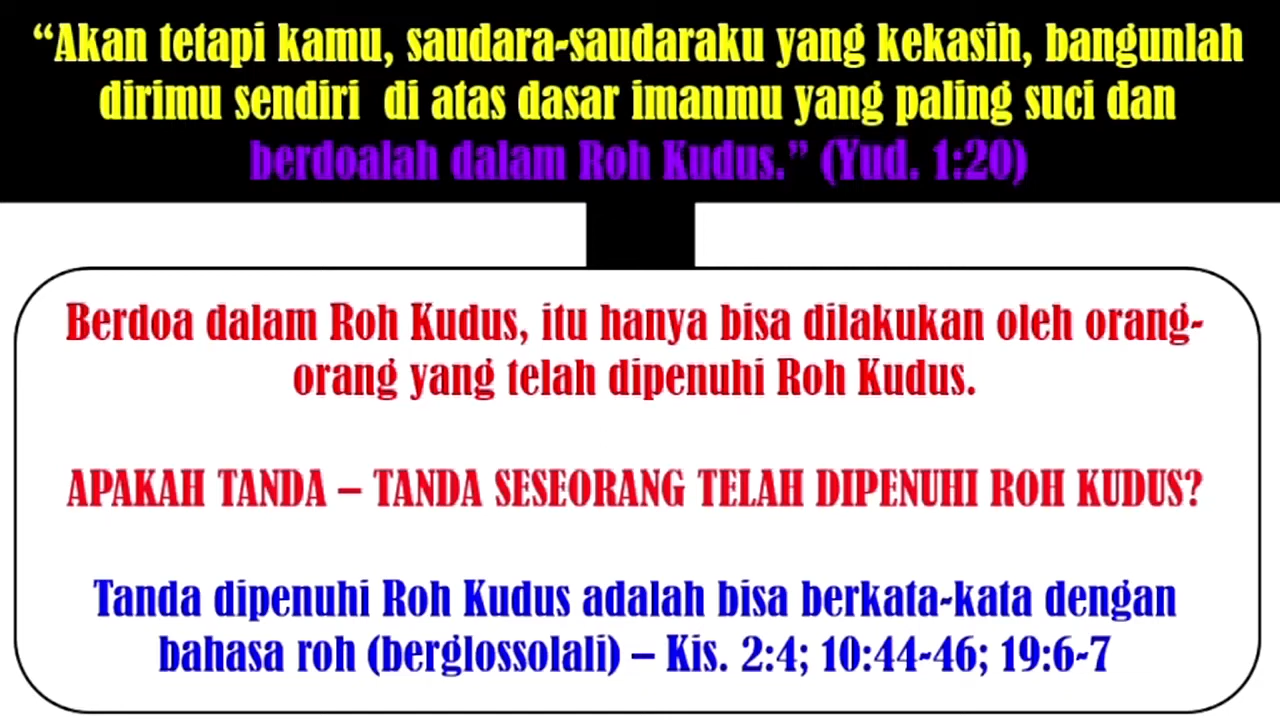 “Akan tetapi kamu, saudara-saudaraku yang kekasih, bangunlah
dirimu sendiri di atas dasar imanmu yang paling suci dan
berdoalah dalam Roh Kudus.” (Yud. 1:20)
Berdoa dalam Roh Kudus, itu hanya bisa dilakukan oleh orang-
orang yang telah dipenuhi Roh Kudus.
APAKAH TANDA – TANDA SESEORANG TELAH DIPENUHI ROH KUDUS?
Tanda dipenuhi Roh Kudus adalah bisa berkata-kata dengan
bahasa roh (berglossolali) – Kis. 2:4; 10:44-46; 19:6-7